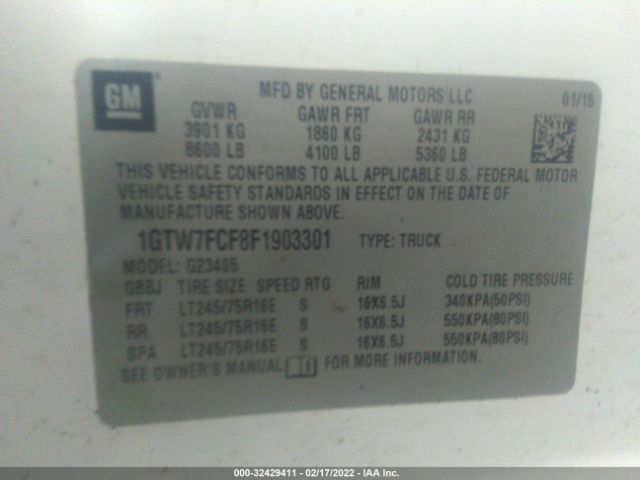 GM
MFD BY GENERAL MOTORS LLC
01/15
GVWR GAWR FRT GAWR RR
3901 KG 1860 KG 2431 KG
8600 LB 4100 LB 5360 LB
THIS VEHICLE CONFORMS TO ALL APPLICABLE U.S. FEDERAL MOTOR
VEHICLE SAFETY STANDARDS IN EFFECT ON THE DATE OF
MANUFACTURE SHOWN ABOVE.
1GTW7FCF8F1903301 TYPE: TRUCK
MODEL: G23405
GBBJ TIRE SIZE SPEED RTG RIM COLD TIRE PRESSURE
FRT LT245/75R16E S 16X6.5J 340KPA(50PSI)
RR LT245/75R16E S 16X6.5J 550KPA(80PSI)
SPA LT245/75R16E S 16X6.5J 550KPA(80PSI)
SEE OWNER'S MANUAL FOR MORE INFORMATION.
000-32429411 - 02/17/2022 - IAA Inc.